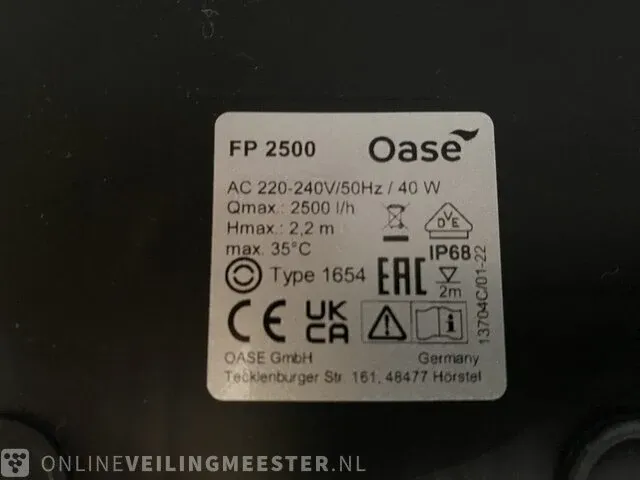 FP 2500
Oase
AC 220-240V/50Hz / 40 W
Qmax.: 2500 l/h
Hmax.: 2,2 m
max. 35°C
DVE
IP68
Type 1654
EAC
2m
13704C/01-22
CE
UK
CA
OASE GmbH Germany
Tecklenburger Str. 161, 48477 Hörstel
ONLINEVEILINGMEESTER.NL